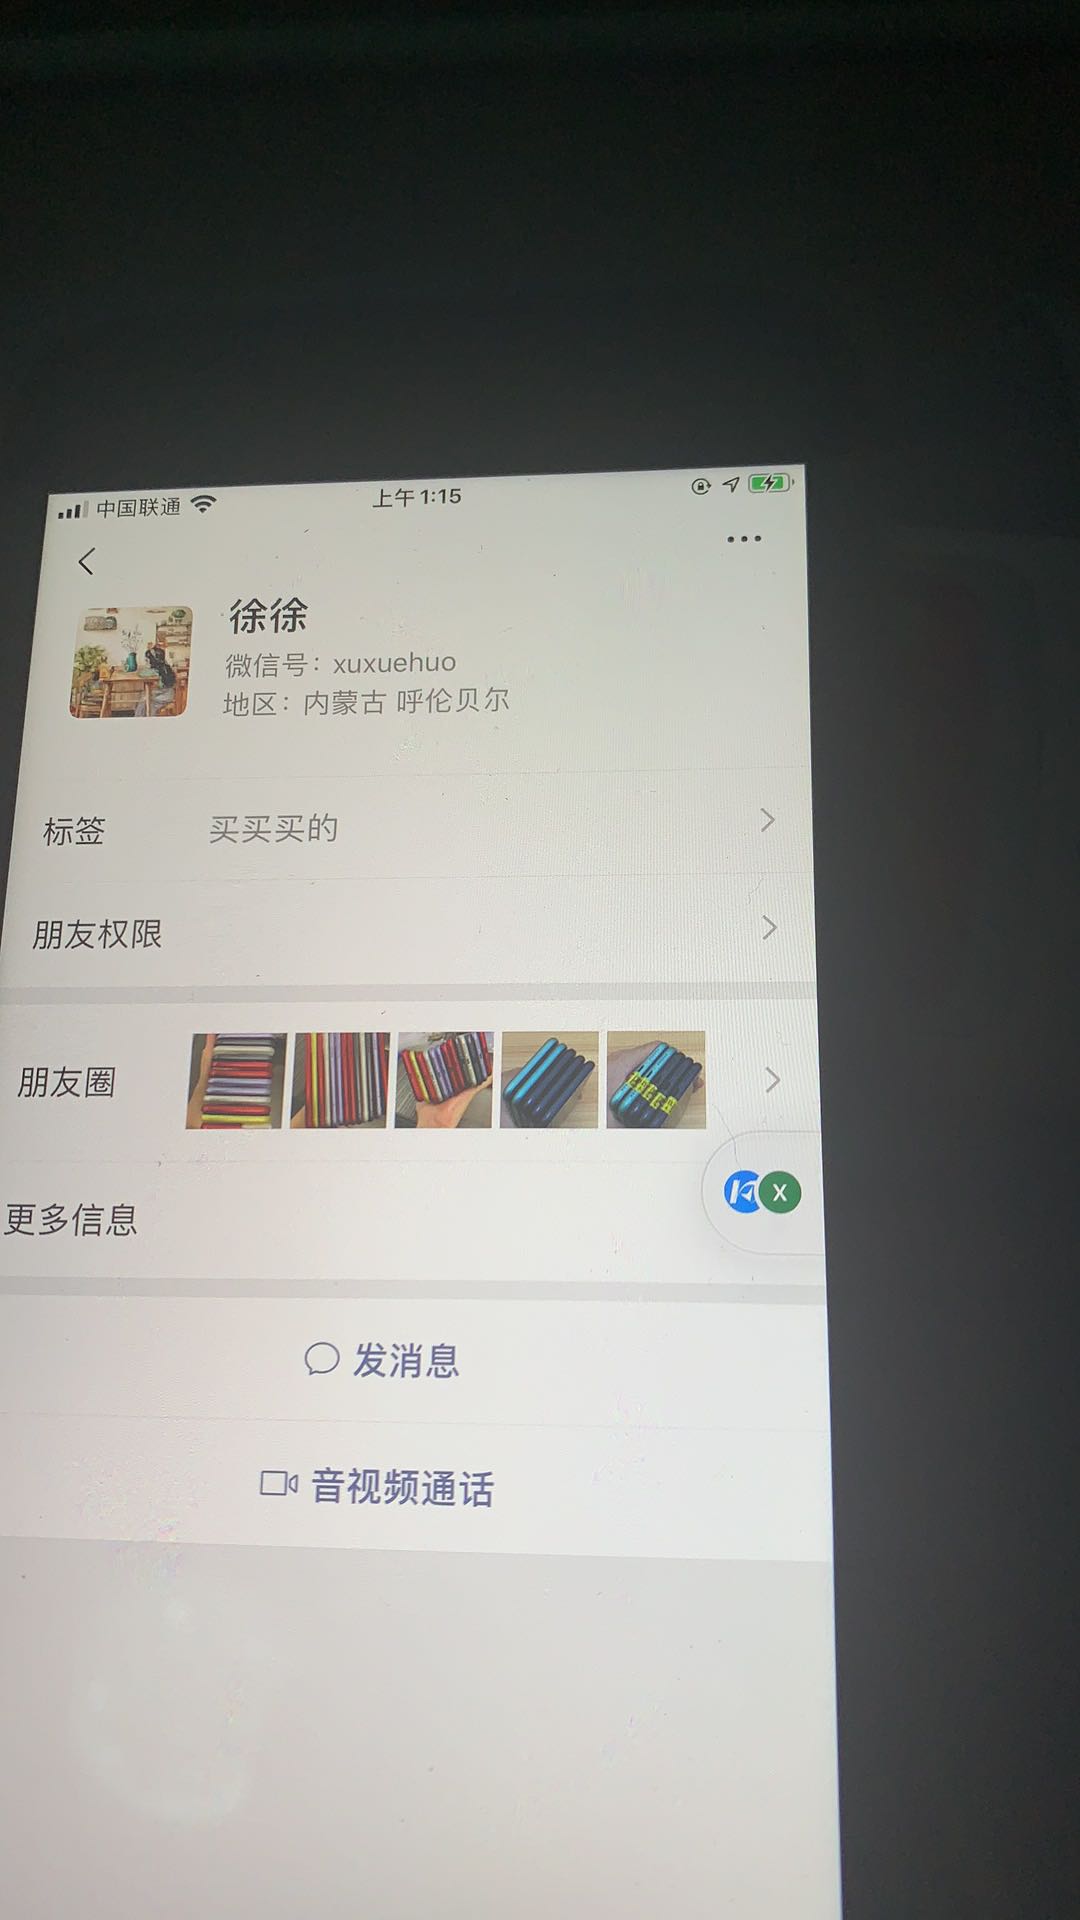 中国联通
上午1:15
徐徐
微信号：xuxuehuo
地区：内蒙古 呼伦贝尔
标签 买买买的
朋友权限
朋友圈
X
更多信息
发消息
音视频通话